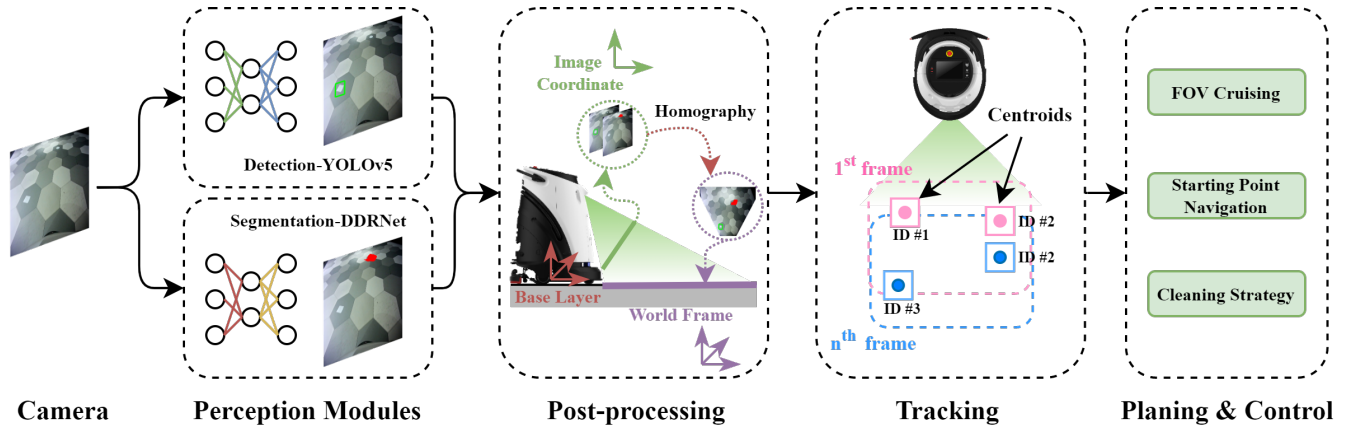 Detection-YOLOv5
Segmentation-DDRNet
Image
Coordinate
Homography
Base Layer
World Frame
Centroids
1st frame
ID #1
ID #2
ID #2
ID #3
nth frame
FOV Cruising
Starting Point
Navigation
Cleaning Strategy
Camera
Perception Modules
Post-processing
Tracking
Planing & Control